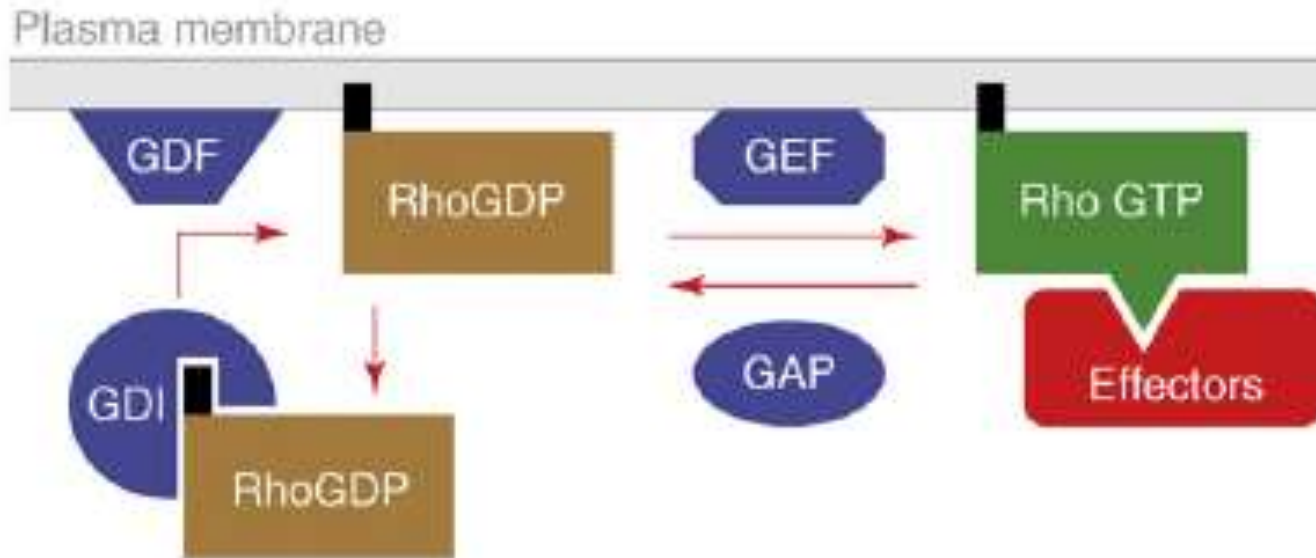 Plasma membrane
GDF
RhoGDP
GEF
Rho GTP
GDI
RhoGDP
GAP
Effectors